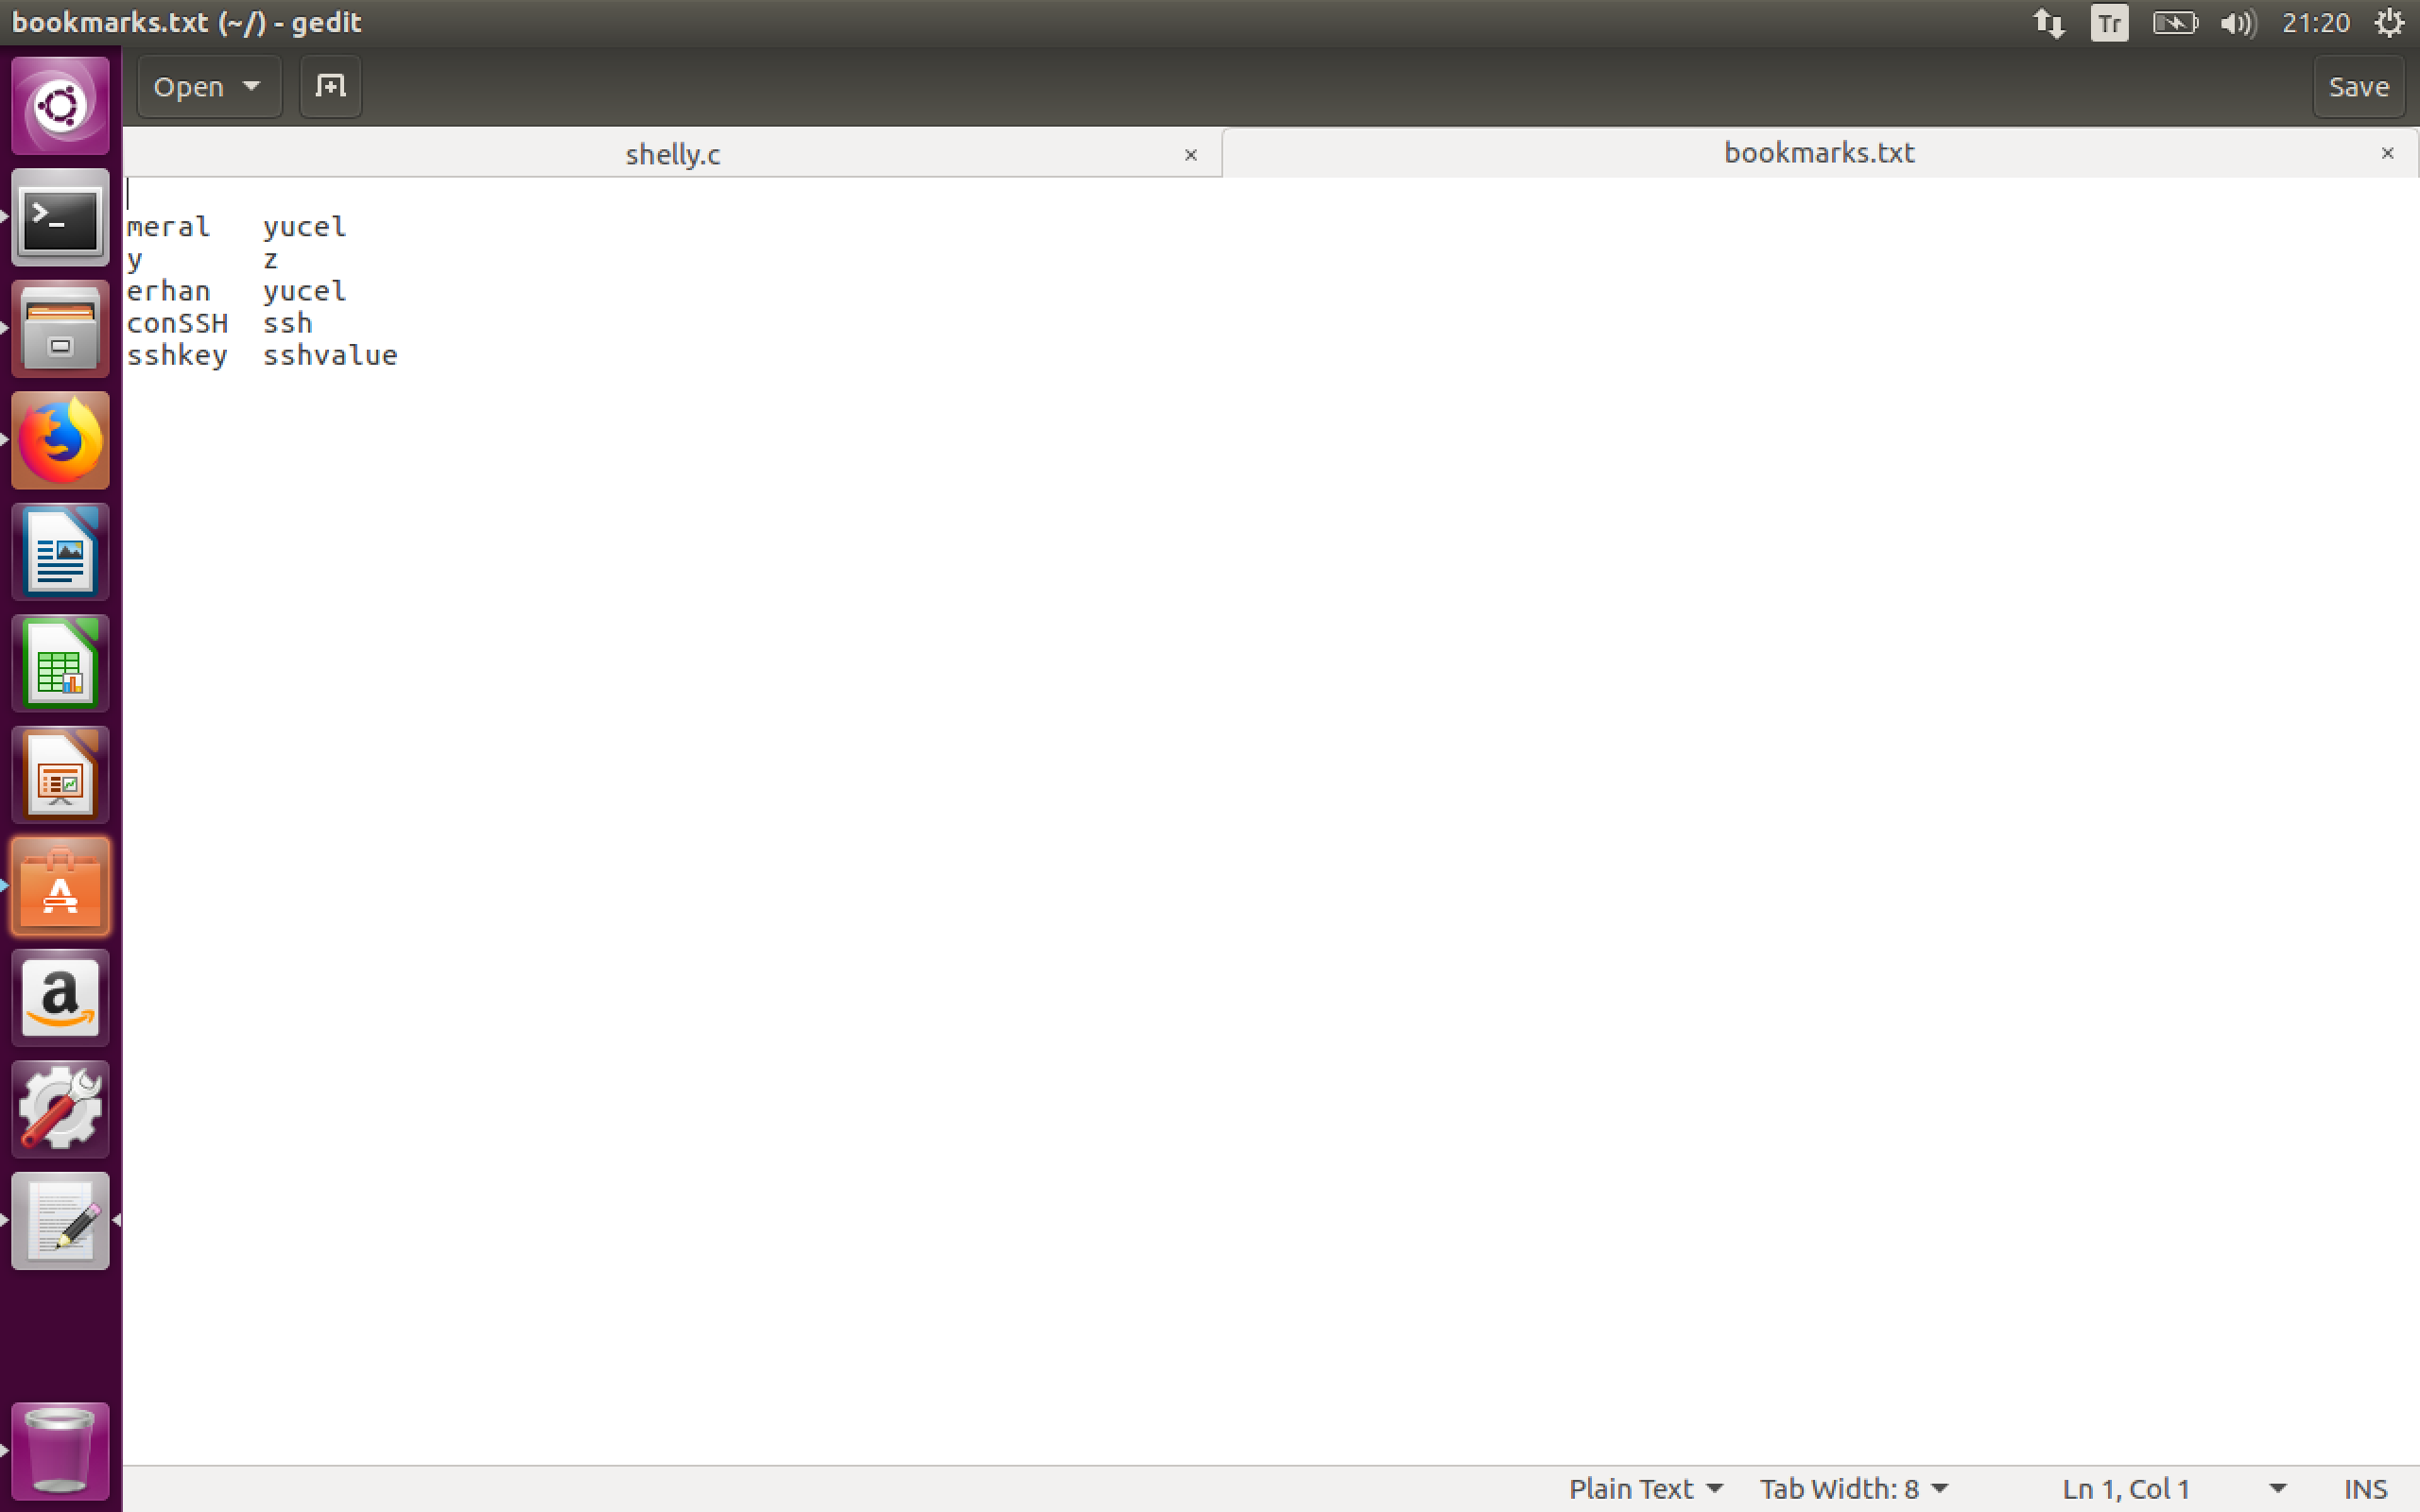 bookmarks.txt (~/) - gedit
Tr
21:20
Open
Save
shelly.c
bookmarks.txt
meral yucel
y z
erhan yucel
conSSH ssh
sshkey sshvalue
Plain Text
Tab Width: 8
Ln 1, Col 1
INS